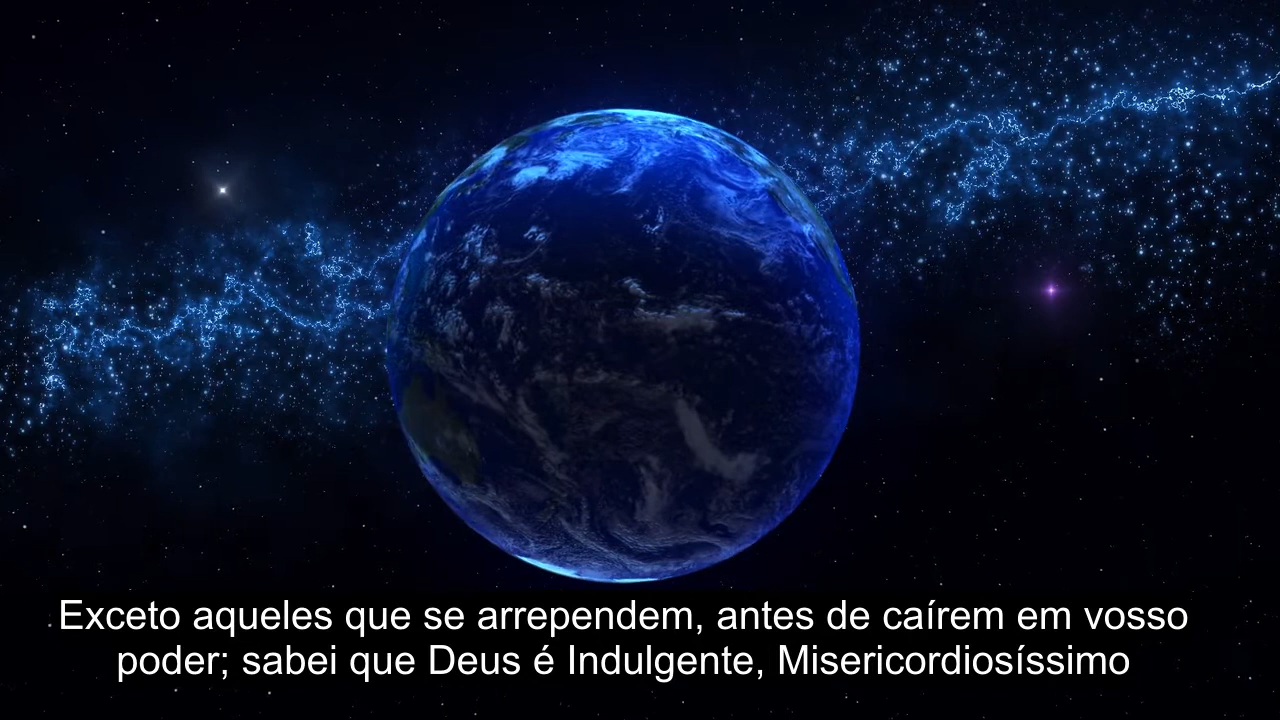 Exceto aqueles que se arrependem, antes de caírem em vosso
poder; sabei que Deus é Indulgente, Misericordiosíssimo